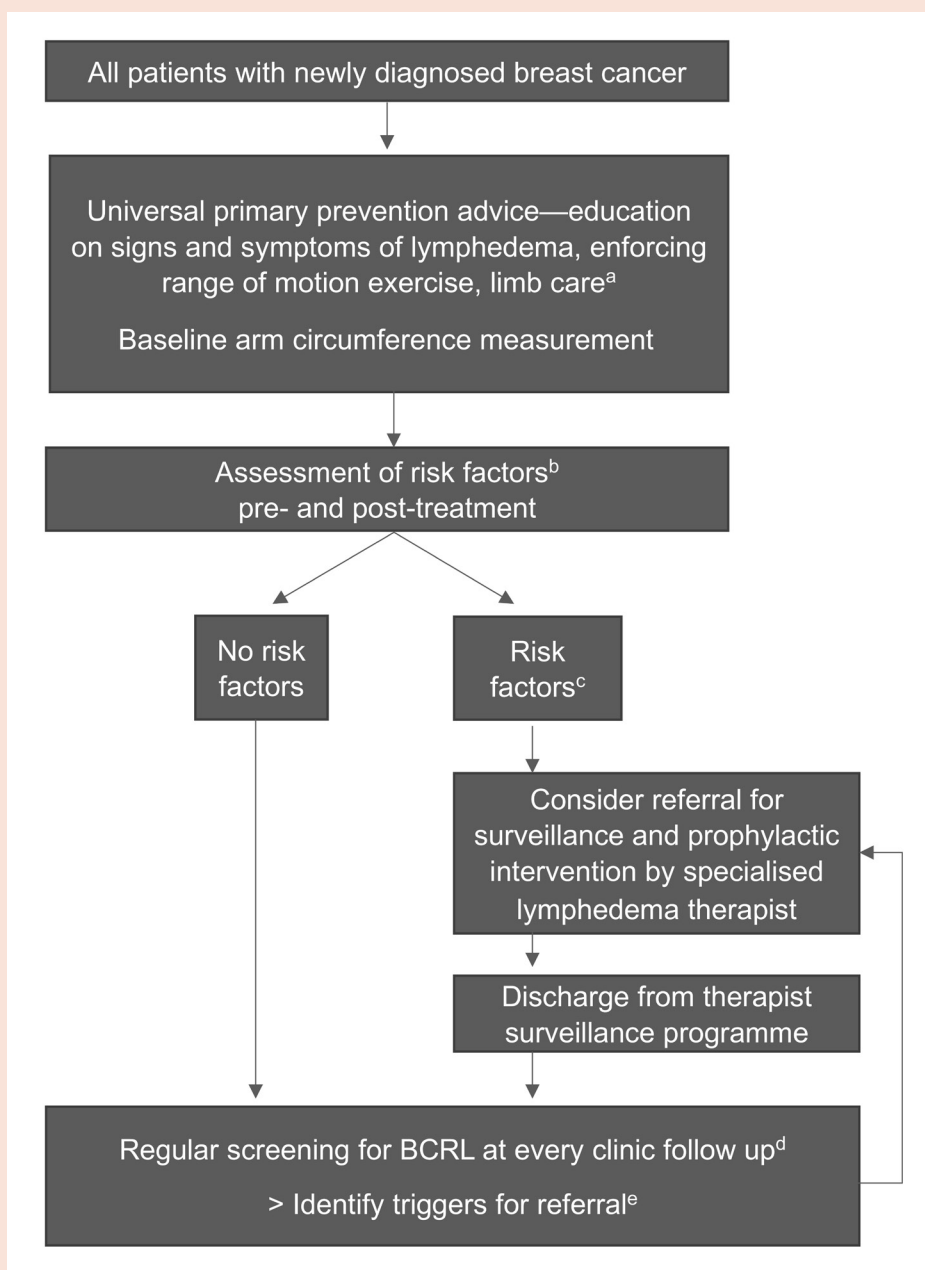 All patients with newly diagnosed breast cancer
Universal primary prevention advice—education
on signs and symptoms of lymphedema, enforcing
range of motion exercise, limb careᵃ
Baseline arm circumference measurement
Assessment of risk factorsᵇ
pre- and post-treatment
No risk
factors
Risk
factorsᶜ
Consider referral for
surveillance and prophylactic
intervention by specialised
lymphedema therapist
Discharge from therapist
surveillance programme
Regular screening for BCRL at every clinic follow upᵈ
> Identify triggers for referralᵉ